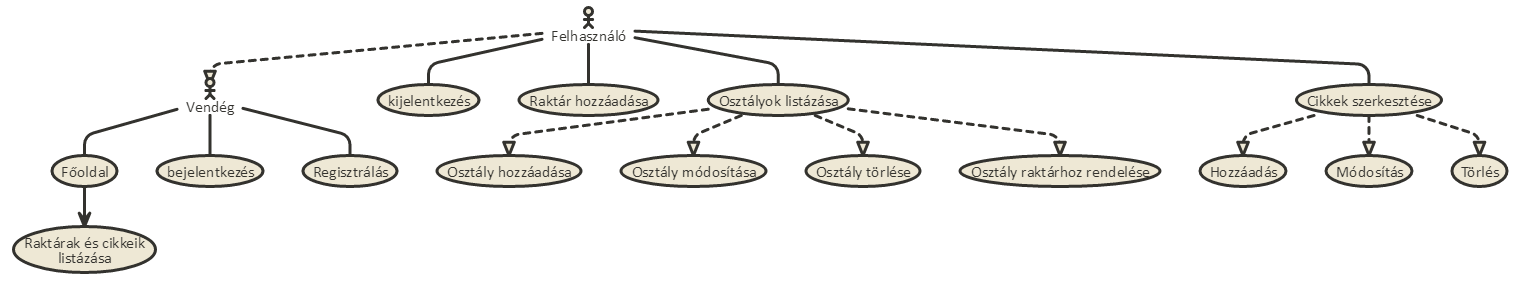 Felhasználó
Vendég
kijelentkezés
Raktár hozzáadása
Osztályok listázása
Cikkek szerkesztése
Főoldal
bejelentkezés
Regisztrálás
Osztály hozzáadása
Osztály módosítása
Osztály törlése
Osztály raktárhoz rendelése
Hozzáadás
Módosítás
Törlés
Raktárak és cikkeik
listázása